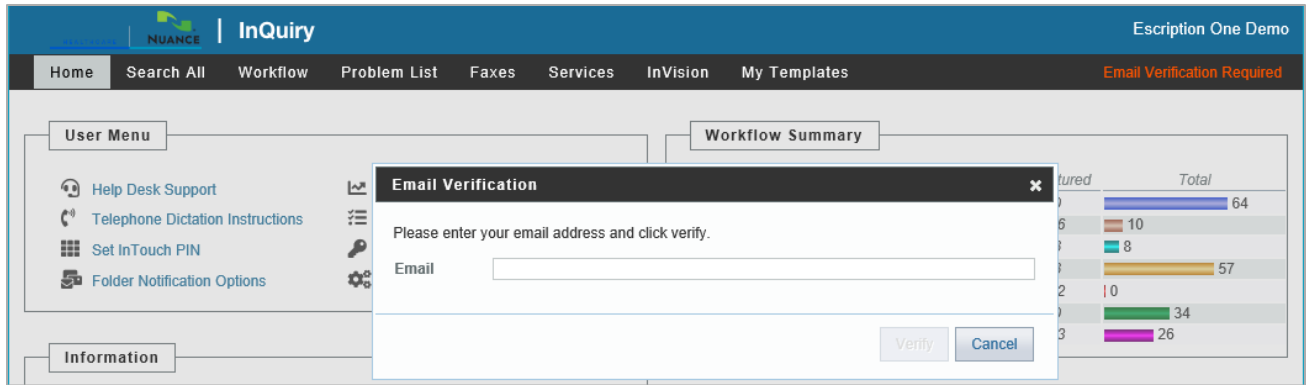 NUANCE | InQuiry Escription One Demo
Home Search All Workflow Problem List Faxes Services InVision My Templates Email Verification Required
User Menu Workflow Summary
Email Verification
tured Total
Help Desk Support
64
Telephone Dictation Instructions
10
Please enter your email address and click verify.
Set InTouch PIN
8
Email
57
Folder Notification Options
0
34
Verify Cancel
26
Information